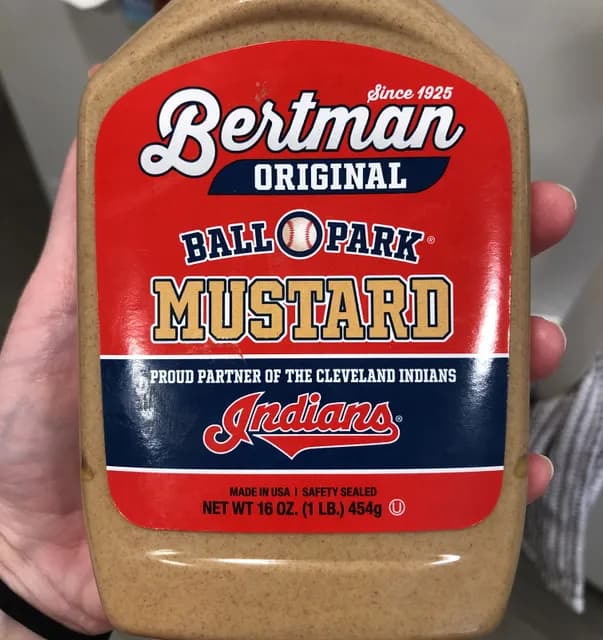 Since 1925
Bertman
ORIGINAL
BALL PARK®
MUSTARD
PROUD PARTNER OF THE CLEVELAND INDIANS
Indians®
MADE IN USA | SAFETY SEALED
NET WT 16 OZ. (1 LB.) 454g Ⓤ